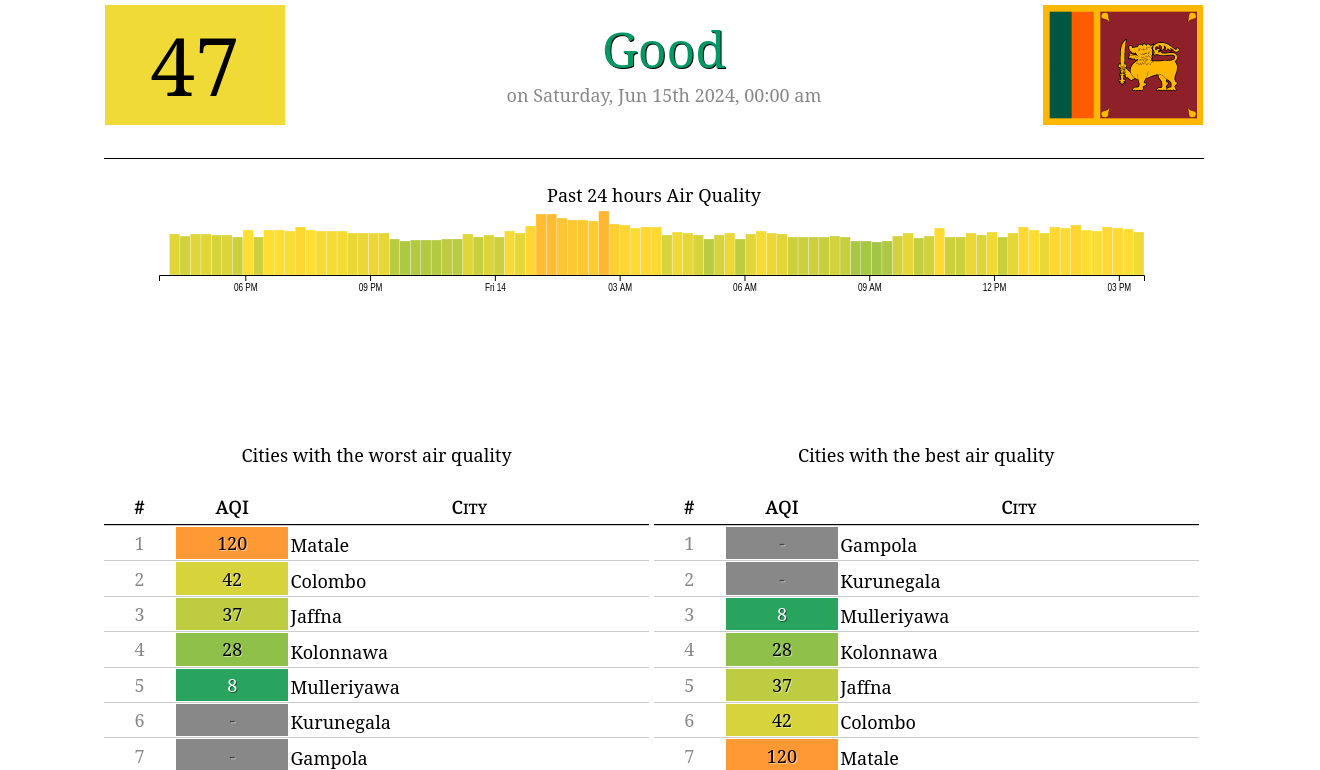 47
Good
on Saturday, Jun 15th 2024, 00:00 am
Past 24 hours Air Quality
06 PM 09 PM Fri 14 03 AM 06 AM 09 AM 12 PM 03 PM
Cities with the worst air quality
# AQI City
1 120 Matale
2 42 Colombo
3 37 Jaffna
4 28 Kolonnawa
5 8 Mulleriyawa
6 - Kurunegala
7 - Gampola
Cities with the best air quality
# AQI City
1 - Gampola
2 - Kurunegala
3 8 Mulleriyawa
4 28 Kolonnawa
5 37 Jaffna
6 42 Colombo
7 120 Matale